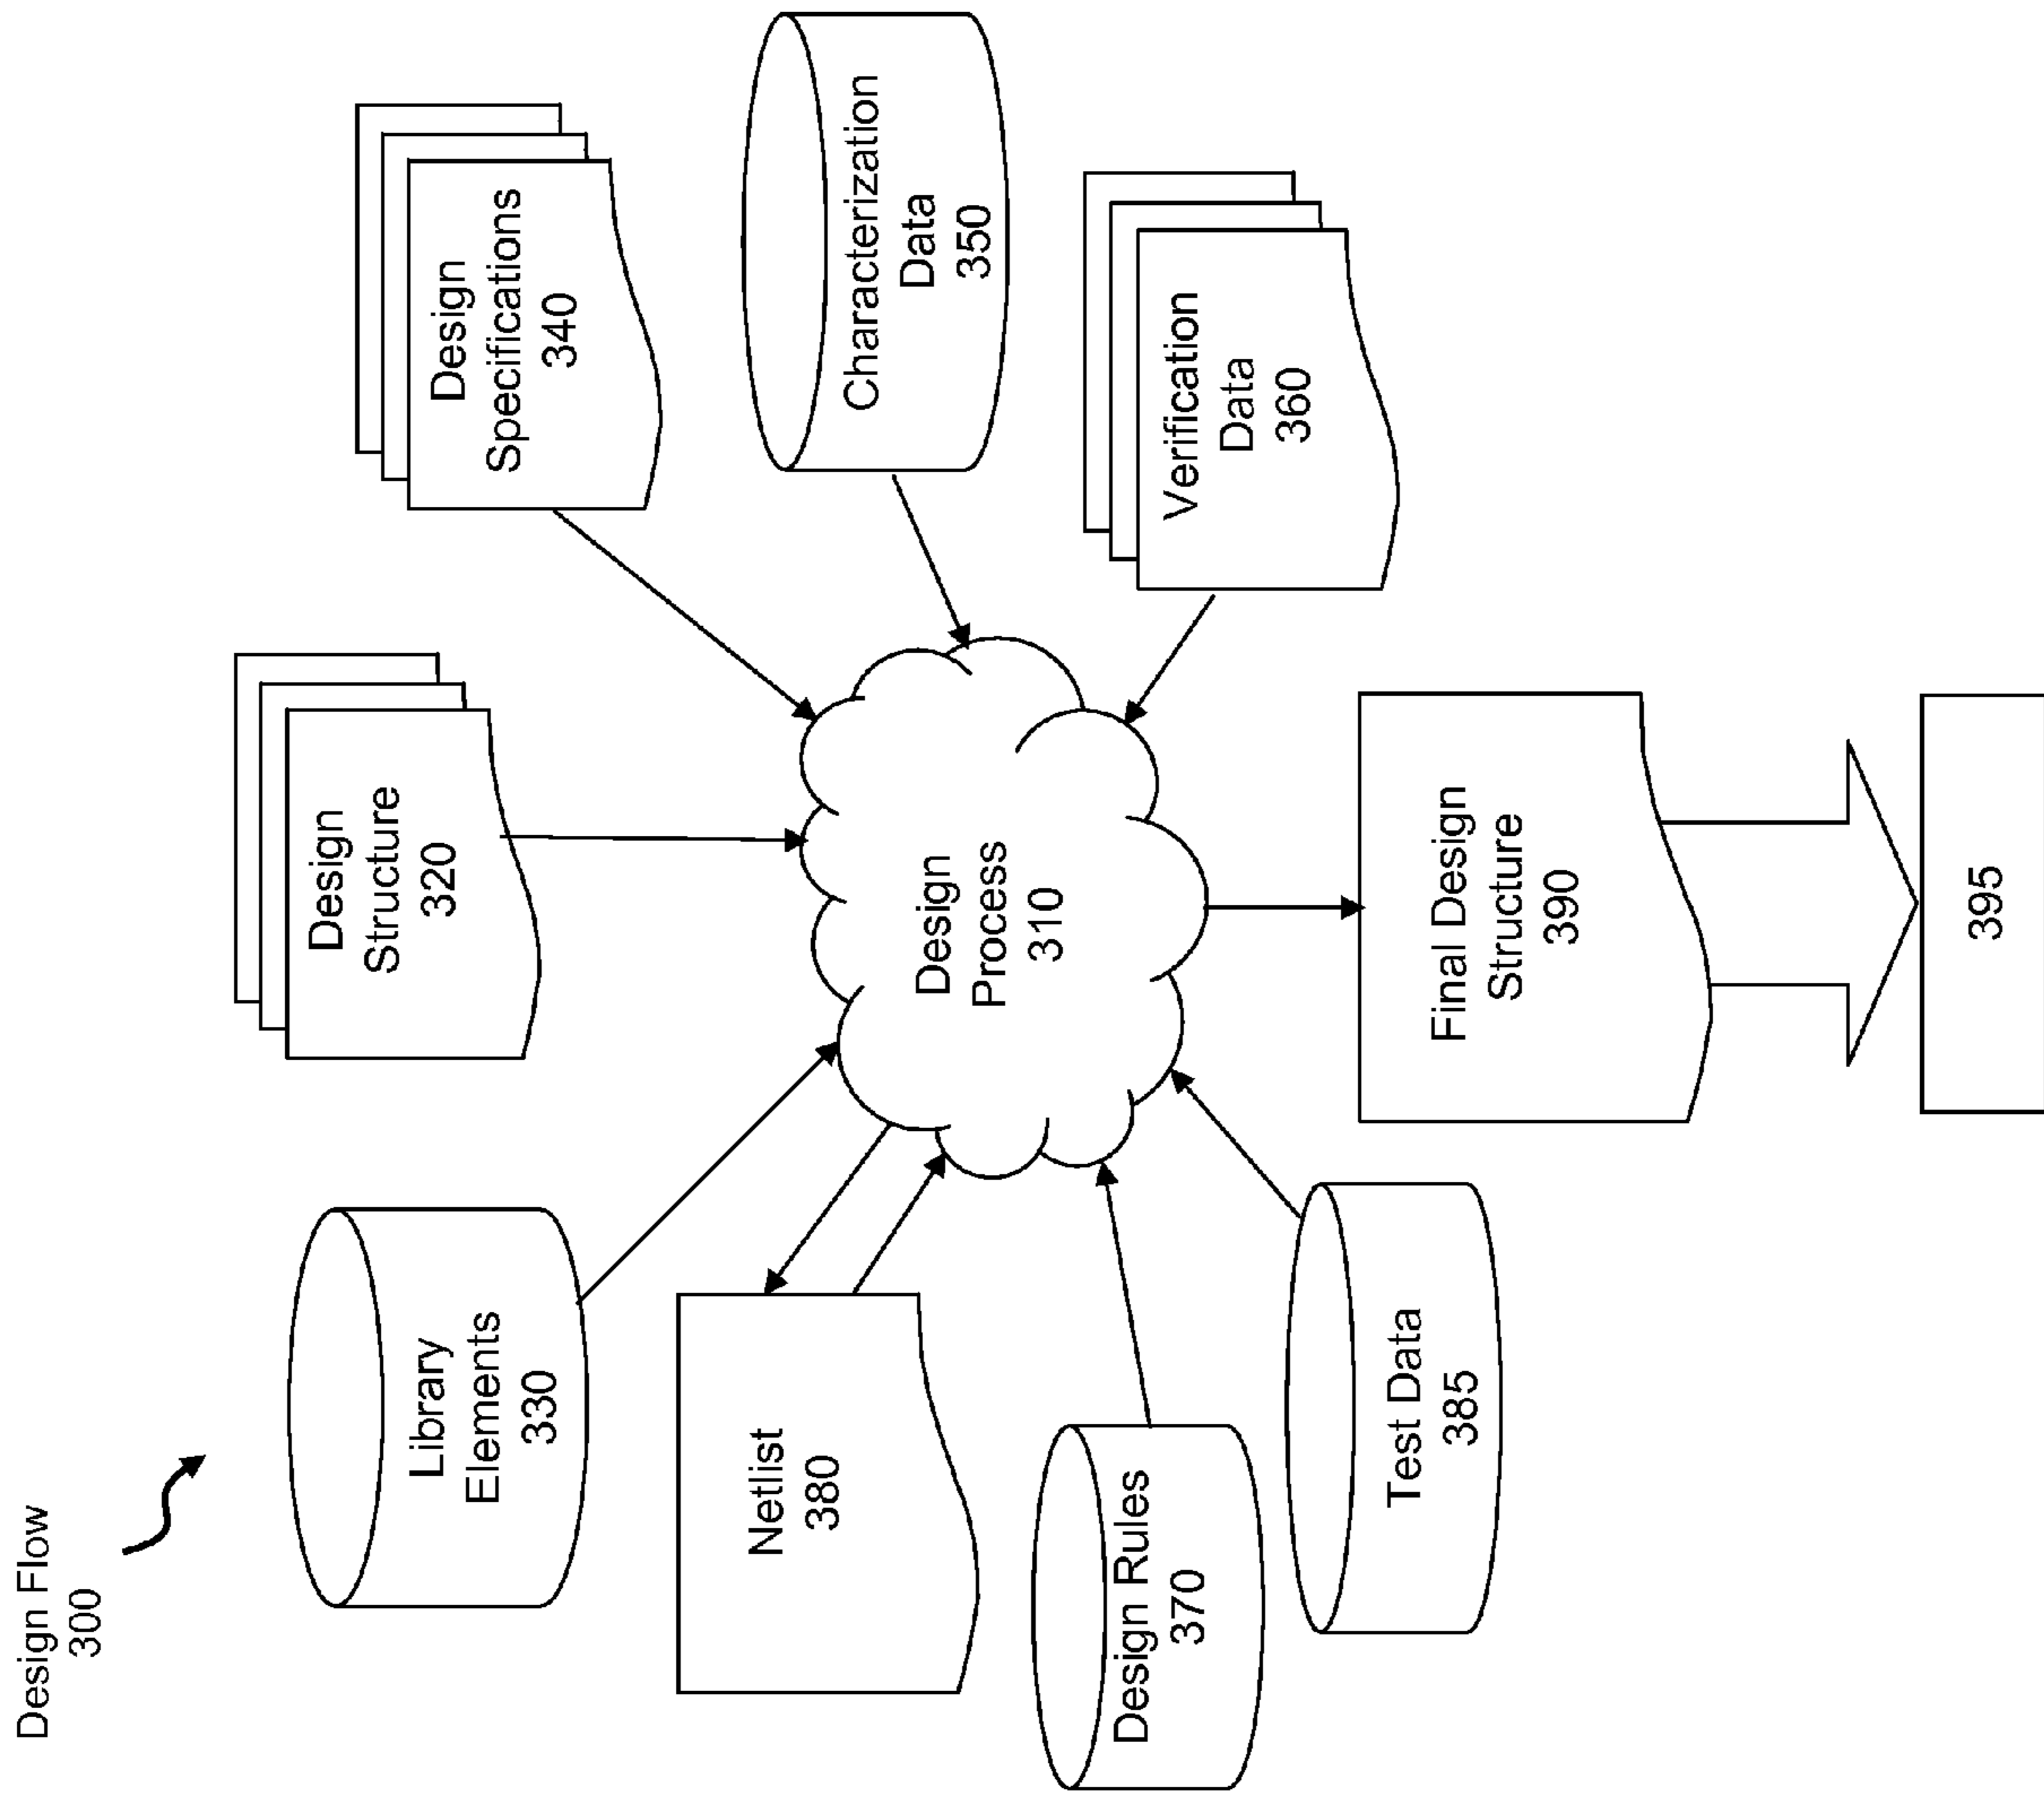 Design Flow
300
Library
Elements
330
Design
Structure
320
Design
Specifications
340
Netlist
380
Design
Process
310
Characterization
Data
350
Design Rules
370
Verification
Data
360
Test Data
385
Final Design
Structure
390
395